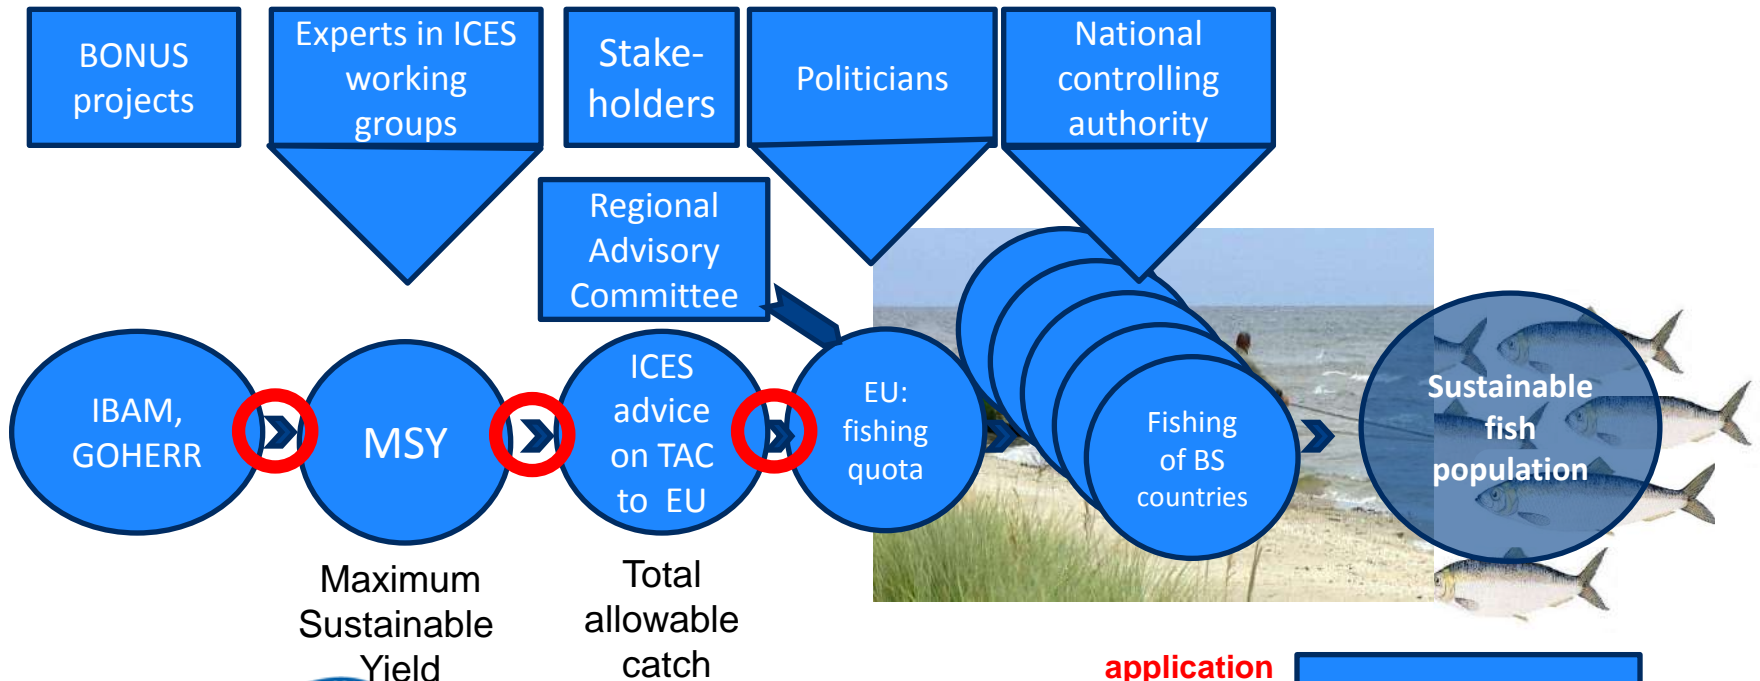 BONUS
projects
Experts in ICES
working
groups
Stake-
holders
Politicians
National
controlling
authority
Regional
Advisory
Committee
IBAM,
GOHERR
MSY
ICES
advice
on TAC
to EU
EU:
fishing
quota
Fishing
of BS
countries
Sustainable
fish
population
Maximum
Sustainable
Yield
Total
allowable
catch
application